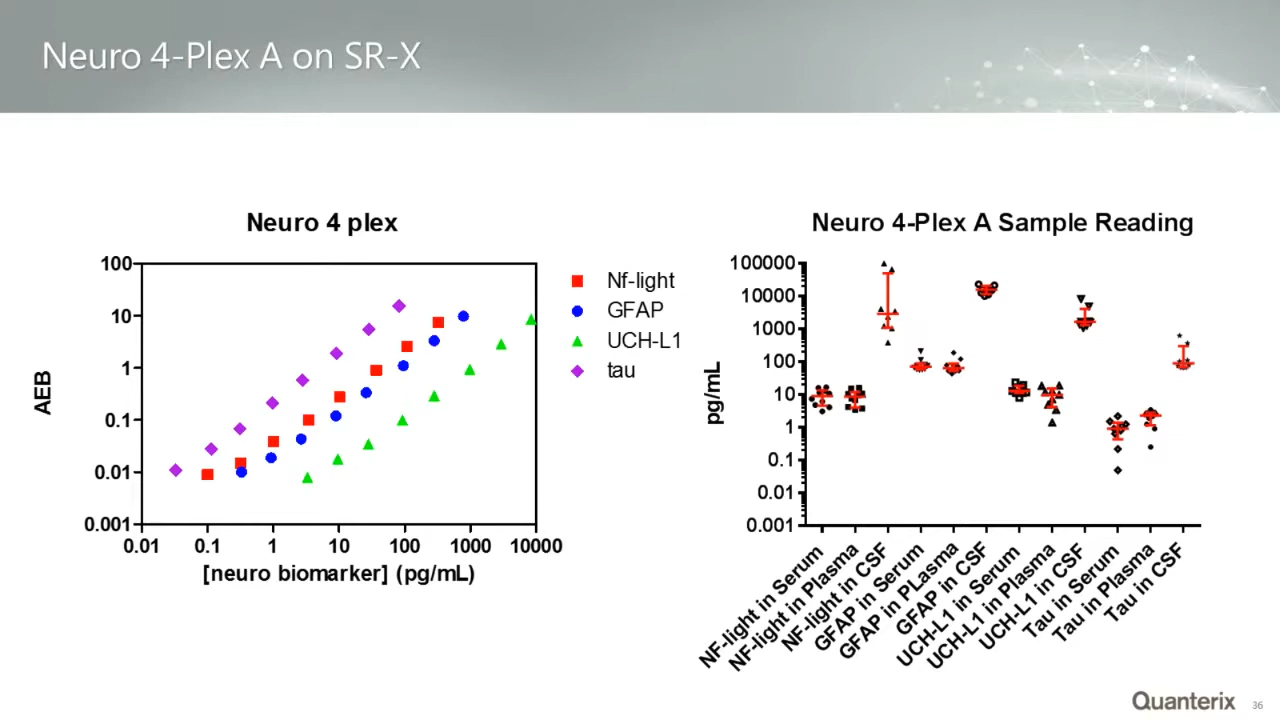 Neuro 4-Plex A on SR-X
Neuro 4 plex
100
10
1
0.1
0.01
0.001
AEB
0.01 0.1 1 10 100 1000 10000
[neuro biomarker] (pg/mL)
Nf-light
GFAP
UCH-L1
tau
Neuro 4-Plex A Sample Reading
100000
10000
1000
100
10
1
0.1
0.01
0.001
pg/mL
NF-light in Serum
NF-light in Plasma
NF-light in CSF
GFAP in Serum
GFAP in PLasma
GFAP in CSF
UCH-L1 in Serum
UCH-L1 in Plasma
UCH-L1 in CSF
Tau in Serum
Tau in Plasma
Tau in CSF
Quanterix
36